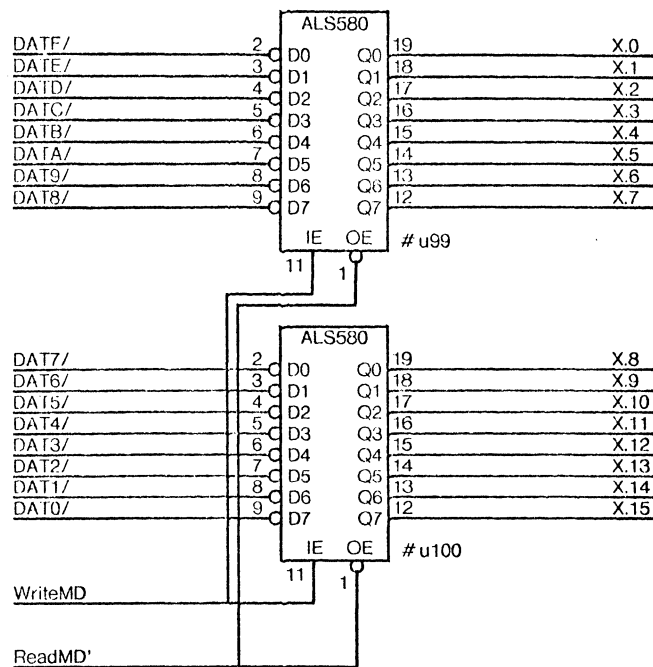 ALS580
DATF/ 2 D0 Q0 19 X.0
DATE/ 3 D1 Q1 18 X.1
DATD/ 4 D2 Q2 17 X.2
DATC/ 5 D3 Q3 16 X.3
DATB/ 6 D4 Q4 15 X.4
DATA/ 7 D5 Q5 14 X.5
DAT9/ 8 D6 Q6 13 X.6
DAT8/ 9 D7 Q7 12 X.7
IE OE # u99
11 1
ALS580
DAT7/ 2 D0 Q0 19 X.8
DAT6/ 3 D1 Q1 18 X.9
DAT5/ 4 D2 Q2 17 X.10
DAT4/ 5 D3 Q3 16 X.11
DAT3/ 6 D4 Q4 15 X.12
DAT2/ 7 D5 Q5 14 X.13
DAT1/ 8 D6 Q6 13 X.14
DAT0/ 9 D7 Q7 12 X.15
IE OE # u100
11 1
WriteMD
ReadMD'